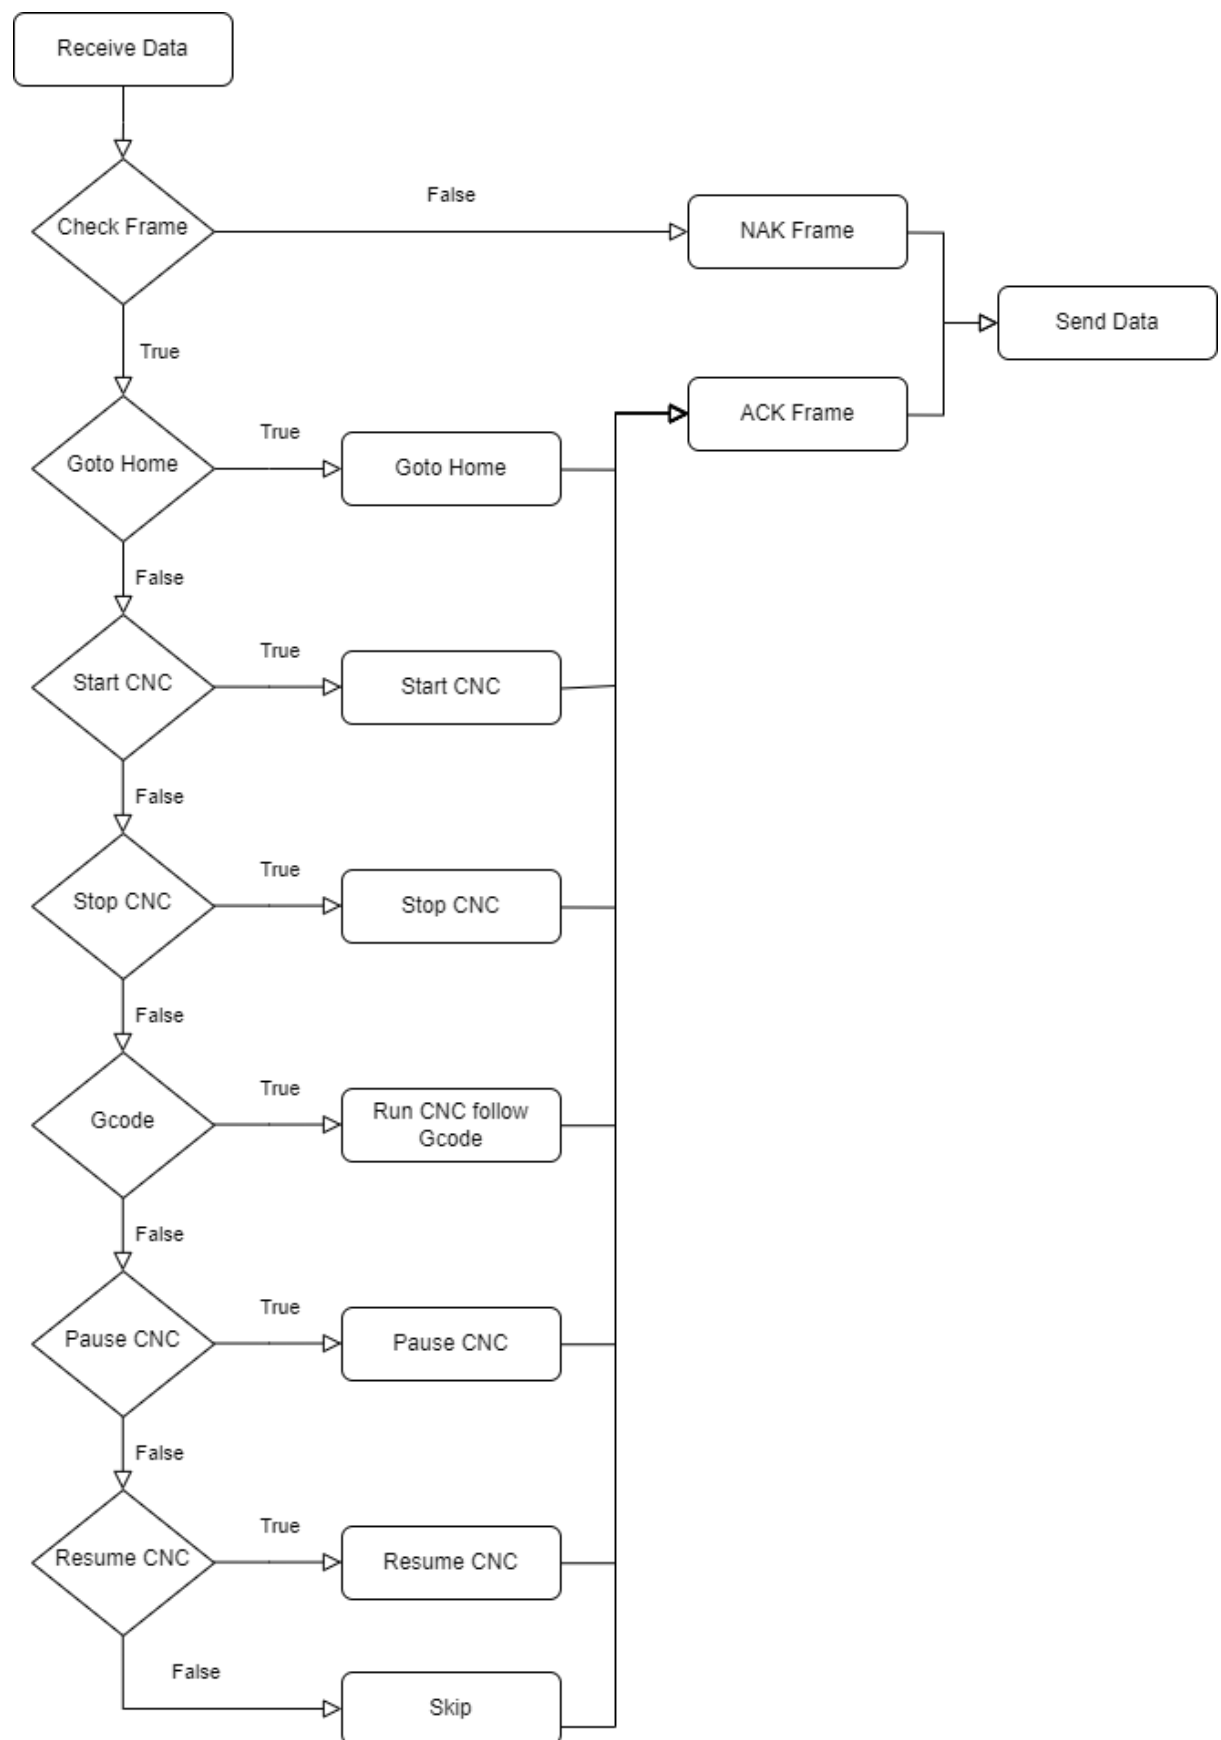 Receive Data
False
Check Frame
NAK Frame
Send Data
True
ACK Frame
True
Goto Home
Goto Home
False
True
Start CNC
Start CNC
False
True
Stop CNC
Stop CNC
False
True
Gcode
Run CNC follow
Gcode
False
True
Pause CNC
Pause CNC
False
True
Resume CNC
Resume CNC
False
Skip